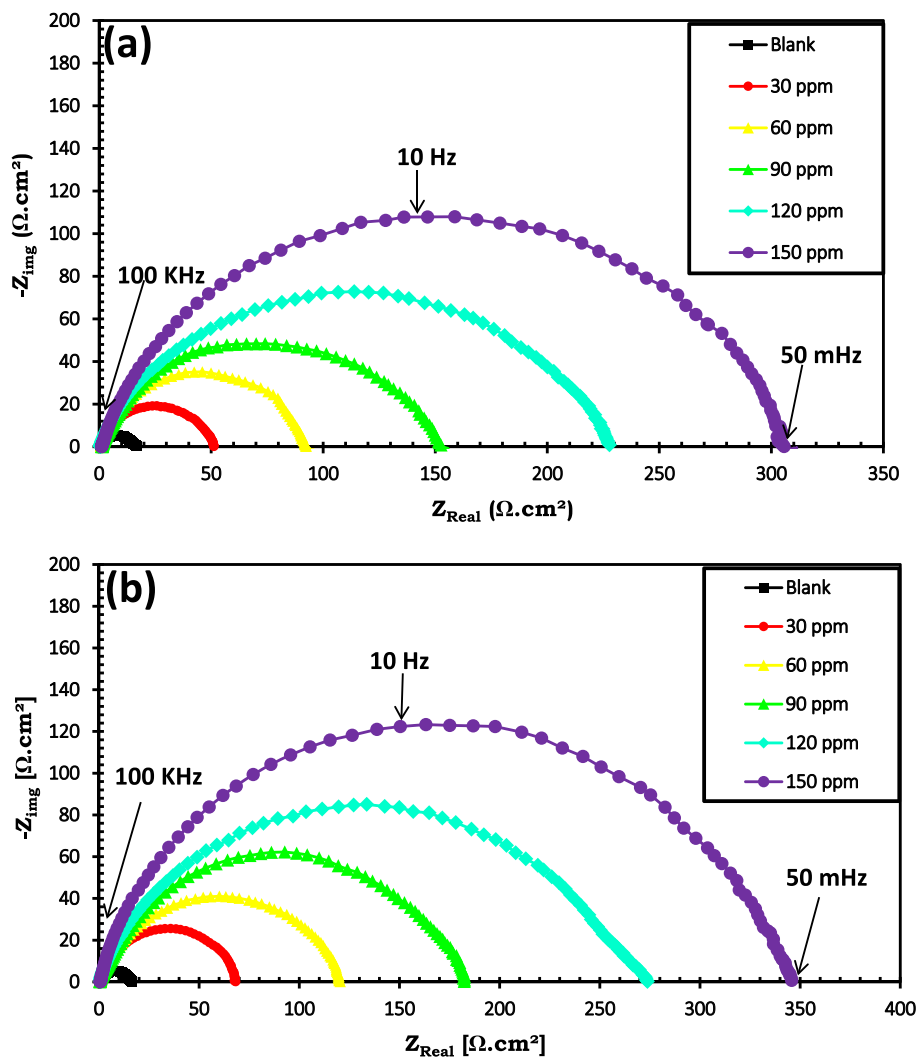 (a)
200
180
160
140
120
100
80
60
40
20
0
-Zimg (Ω.cm²)
100 KHz
10 Hz
50 mHz
Blank
30 ppm
60 ppm
90 ppm
120 ppm
150 ppm
0 50 100 150 200 250 300 350
ZReal (Ω.cm²)
(b)
200
180
160
140
120
100
80
60
40
20
0
-Zimg [Ω.cm²]
100 KHz
10 Hz
50 mHz
Blank
30 ppm
60 ppm
90 ppm
120 ppm
150 ppm
0 50 100 150 200 250 300 350 400
ZReal [Ω.cm²]